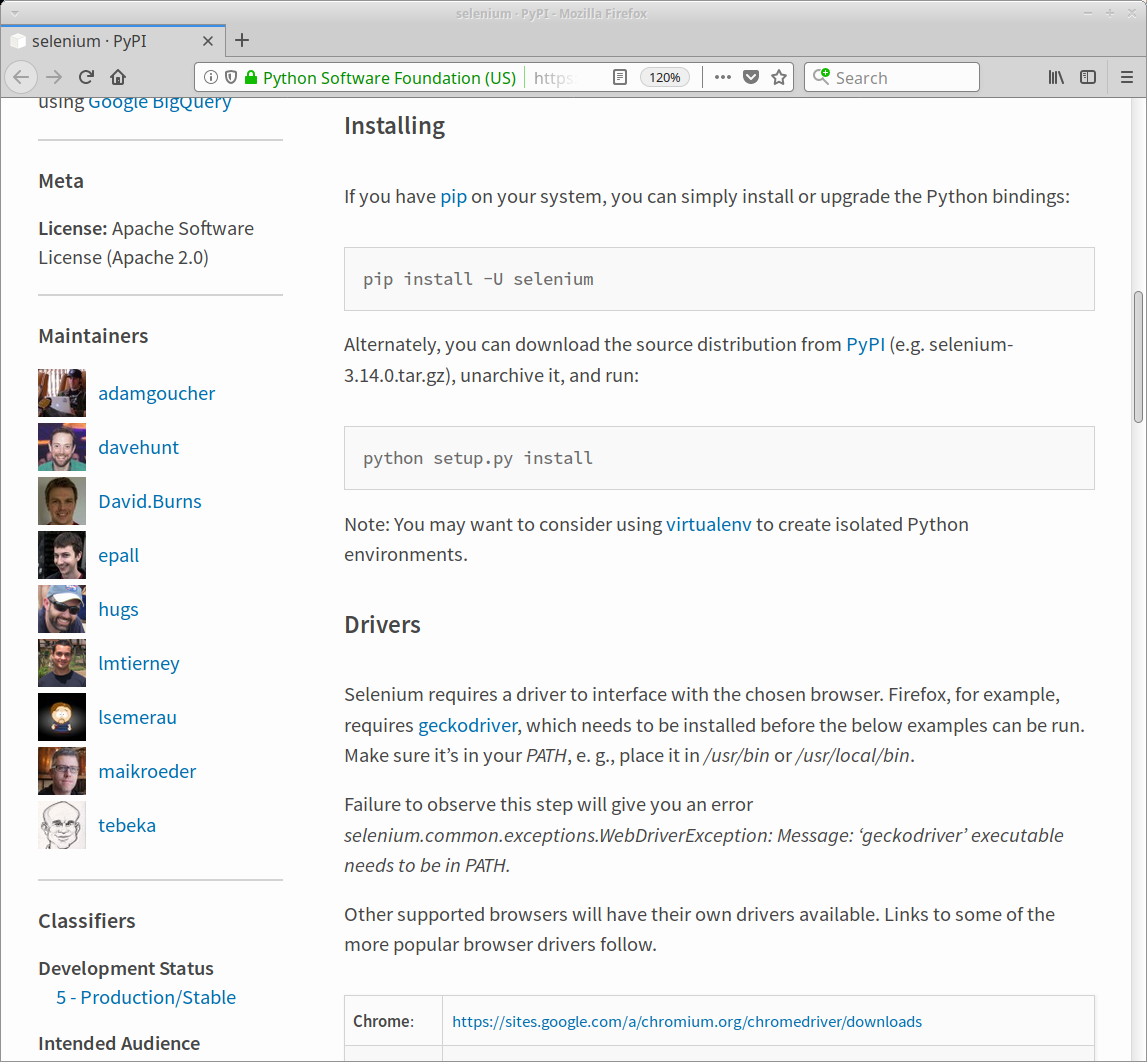 selenium · PyPI - Mozilla Firefox
selenium · PyPI
Python Software Foundation (US)
https
120%
Search
using Google BigQuery
Meta
License: Apache Software
License (Apache 2.0)
Maintainers
adamgoucher
davehunt
David.Burns
epall
hugs
lmtierney
lsemerau
maikroeder
tebeka
Classifiers
Development Status
5 - Production/Stable
Intended Audience
Installing
If you have pip on your system, you can simply install or upgrade the Python bindings:
pip install -U selenium
Alternately, you can download the source distribution from PyPI (e.g. selenium-
3.14.0.tar.gz), unarchive it, and run:
python setup.py install
Note: You may want to consider using virtualenv to create isolated Python
environments.
Drivers
Selenium requires a driver to interface with the chosen browser. Firefox, for example,
requires geckodriver, which needs to be installed before the below examples can be run.
Make sure it’s in your PATH, e. g., place it in /usr/bin or /usr/local/bin.
Failure to observe this step will give you an error
selenium.common.exceptions.WebDriverException: Message: ‘geckodriver’ executable
needs to be in PATH.
Other supported browsers will have their own drivers available. Links to some of the
more popular browser drivers follow.
Chrome: https://sites.google.com/a/chromium.org/chromedriver/downloads